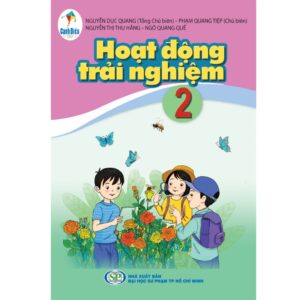 Cánh Diều
NGUYỄN DỤC QUANG (Tổng Chủ biên) - PHẠM QUANG TIỆP (Chủ biên)
NGUYỄN THỊ THU HẰNG - NGÔ QUANG QUẾ
Hoạt động
trải nghiệm
2
NHÀ XUẤT BẢN
ĐẠI HỌC SƯ PHẠM TP HỒ CHÍ MINH